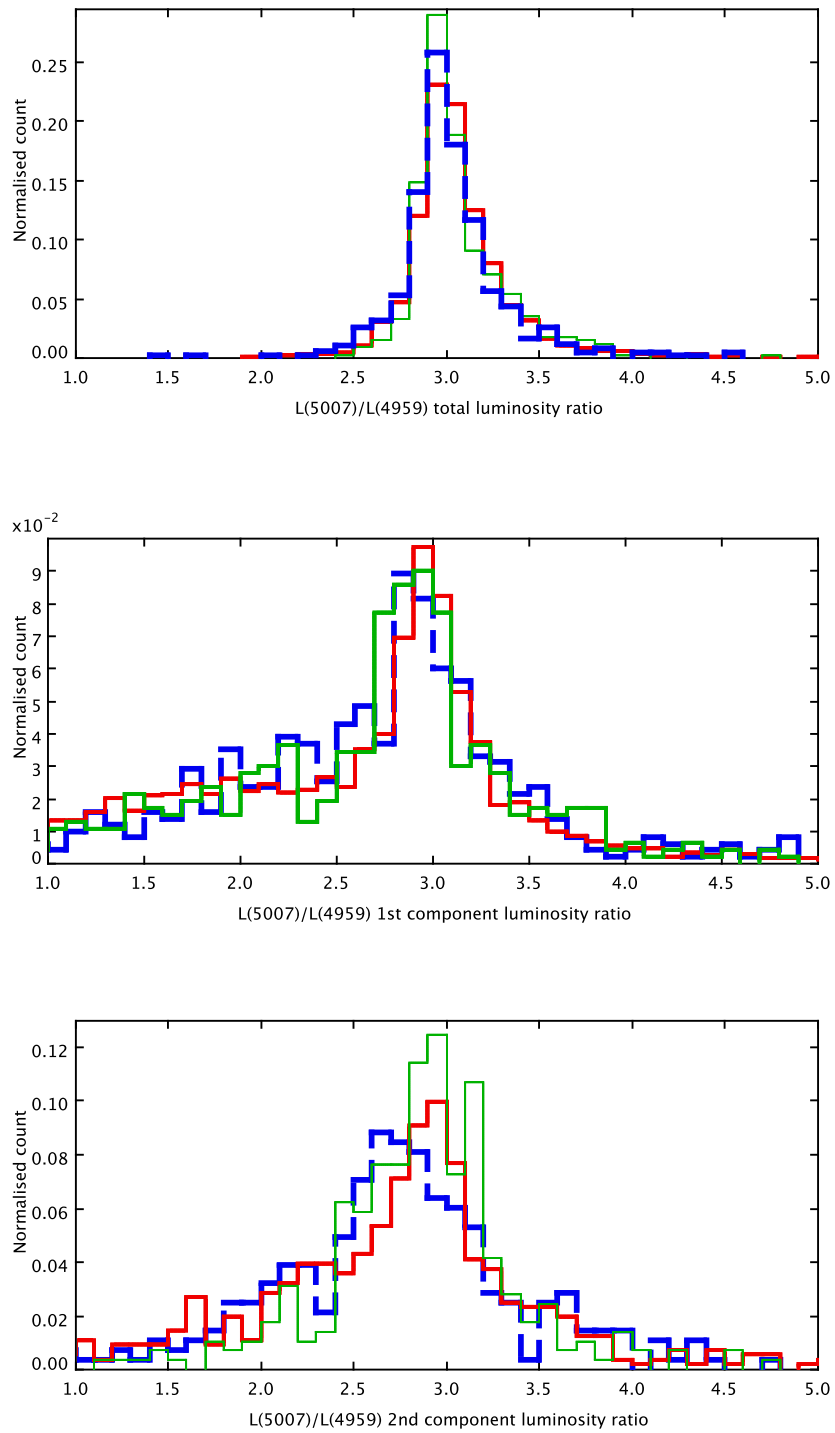 Normalised count
0.25
0.20
0.15
0.10
0.05
0.00
1.0 1.5 2.0 2.5 3.0 3.5 4.0 4.5 5.0
L(5007)/L(4959) total luminosity ratio
x10⁻²
Normalised count
9
8
7
6
5
4
3
2
1
0
1.0 1.5 2.0 2.5 3.0 3.5 4.0 4.5 5.0
L(5007)/L(4959) 1st component luminosity ratio
Normalised count
0.12
0.10
0.08
0.06
0.04
0.02
0.00
1.0 1.5 2.0 2.5 3.0 3.5 4.0 4.5 5.0
L(5007)/L(4959) 2nd component luminosity ratio